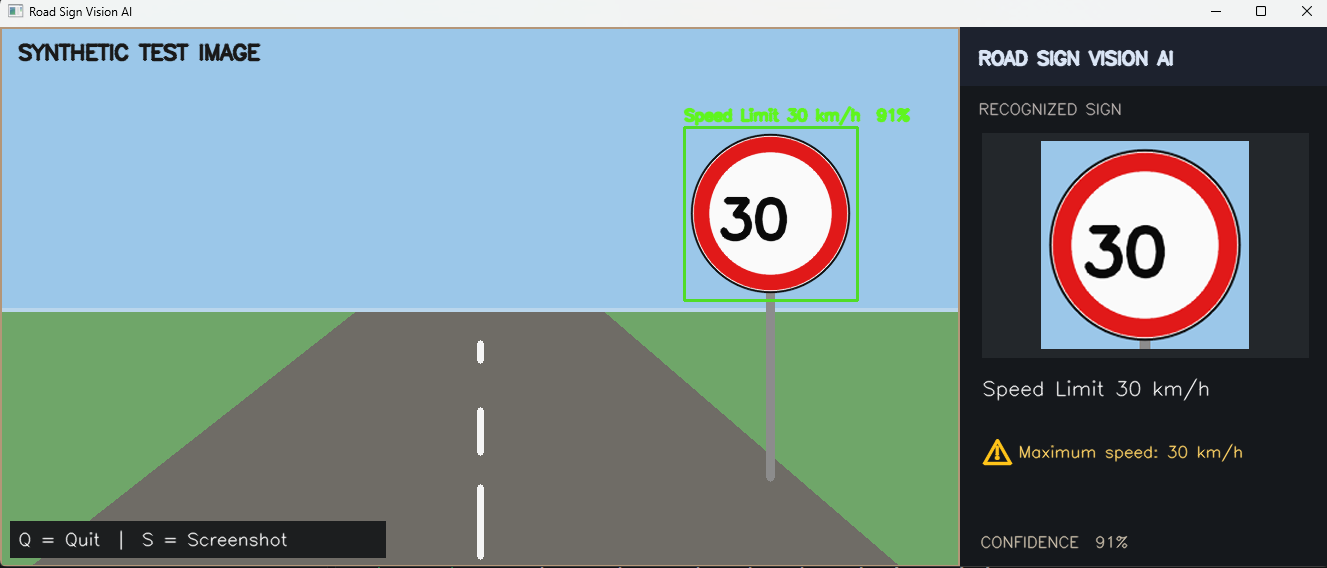 Road Sign Vision AI
SYNTHETIC TEST IMAGE
Speed Limit 30 km/h 91%
30
Q = Quit | S = Screenshot
ROAD SIGN VISION AI
RECOGNIZED SIGN
30
Speed Limit 30 km/h
Maximum speed: 30 km/h
CONFIDENCE 91%